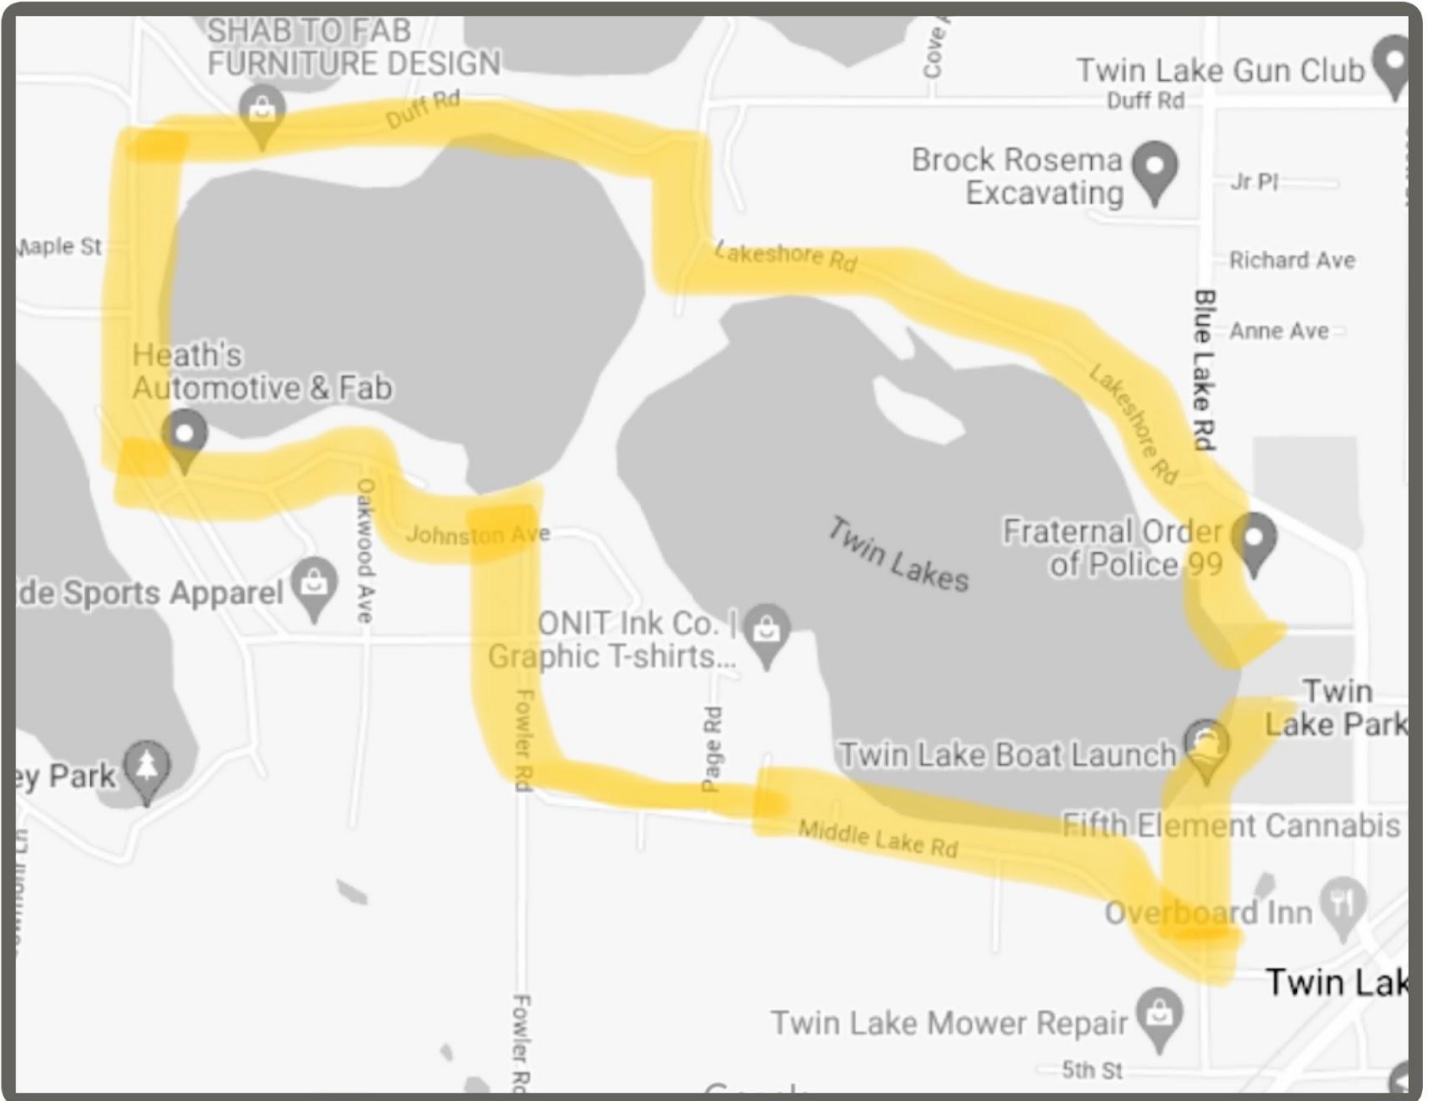 SHAB TO FAB
FURNITURE DESIGN
Cove
Twin Lake Gun Club
Duff Rd
Duff Rd
Brock Rosema
Excavating
Jr Pl
Maple St
Lakeshore Rd
Richard Ave
Blue Lake Rd
Anne Ave
Heath's
Automotive & Fab
Lakeshore Rd
Oakwood Ave
Johnston Ave
Twin Lakes
Fraternal Order
of Police 99
de Sports Apparel
ONIT Ink Co. |
Graphic T-shirts...
Fowler Rd
Page Rd
Twin
Lake Park
Twin Lake Boat Launch
ey Park
Middle Lake Rd
Fifth Element Cannabis
Overboard Inn
Twin Lak
Fowler Rd
Twin Lake Mower Repair
5th St